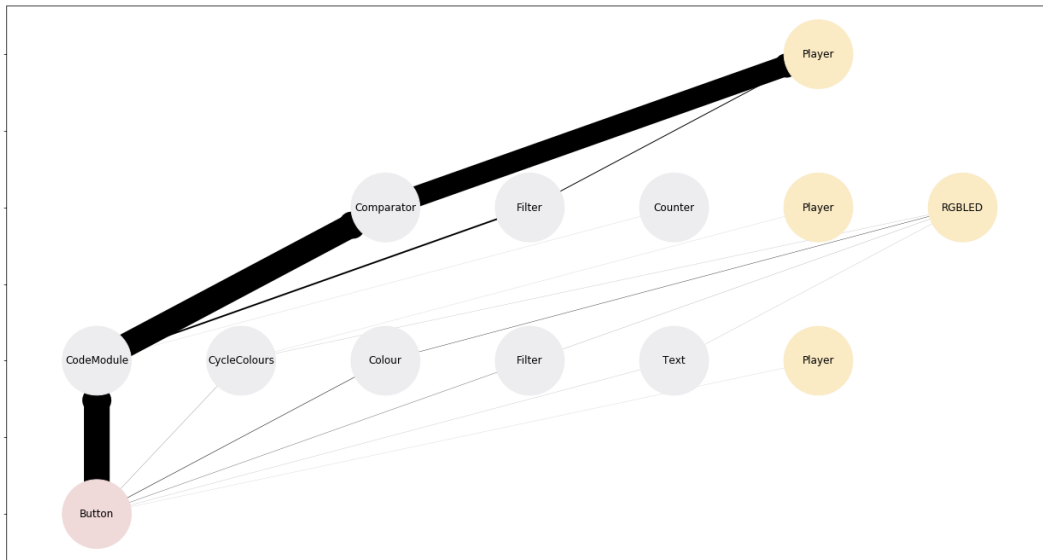 Player
Comparator Filter Counter Player RGBLED
CodeModule CycleColours Colour Filter Text Player
Button